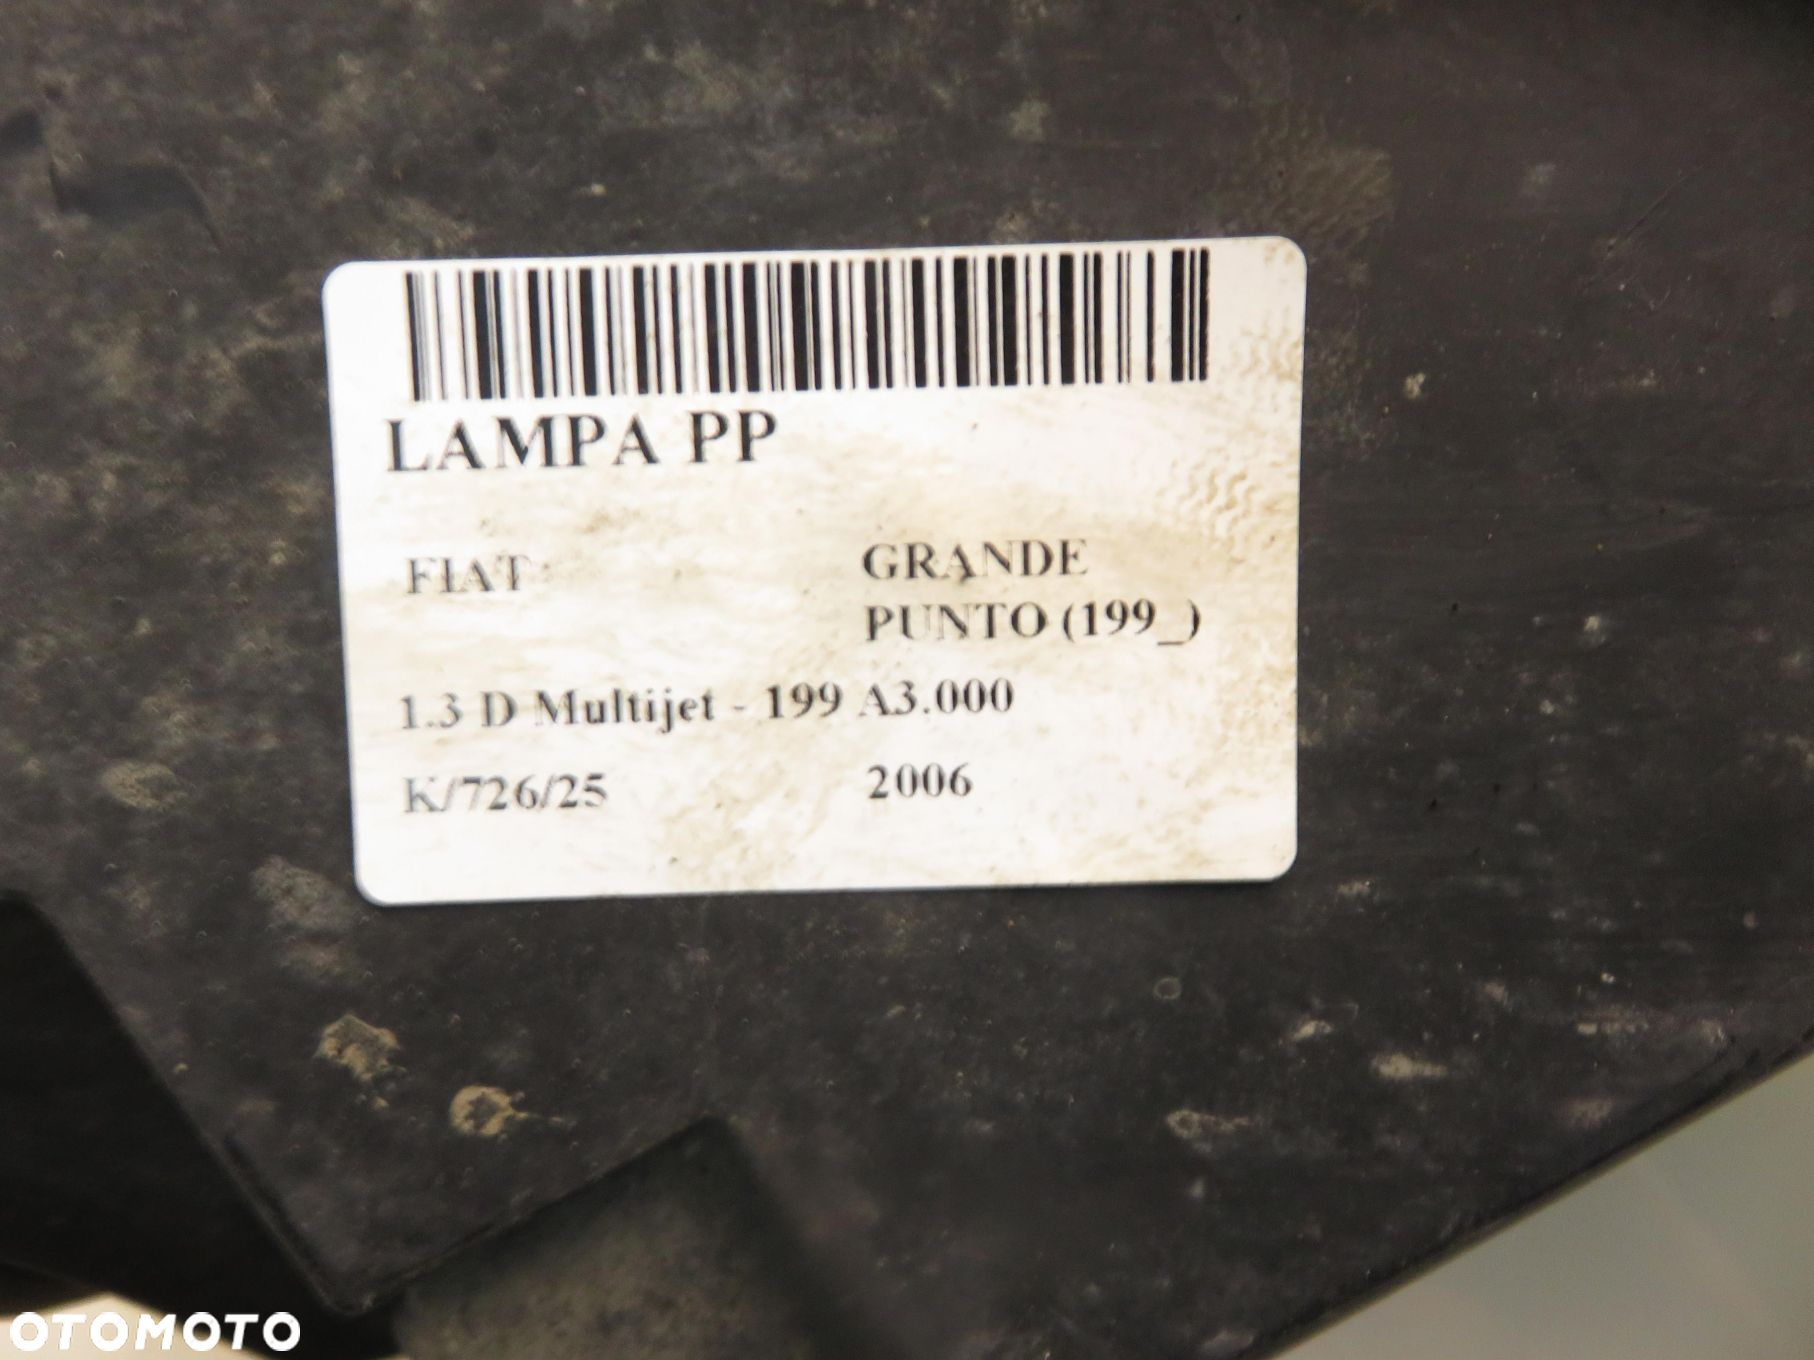 LAMPA PP
FIAT
GRANDE
PUNTO (199_)
1.3 D Multijet - 199 A3.000
K/726/25
2006
OTOMOTO